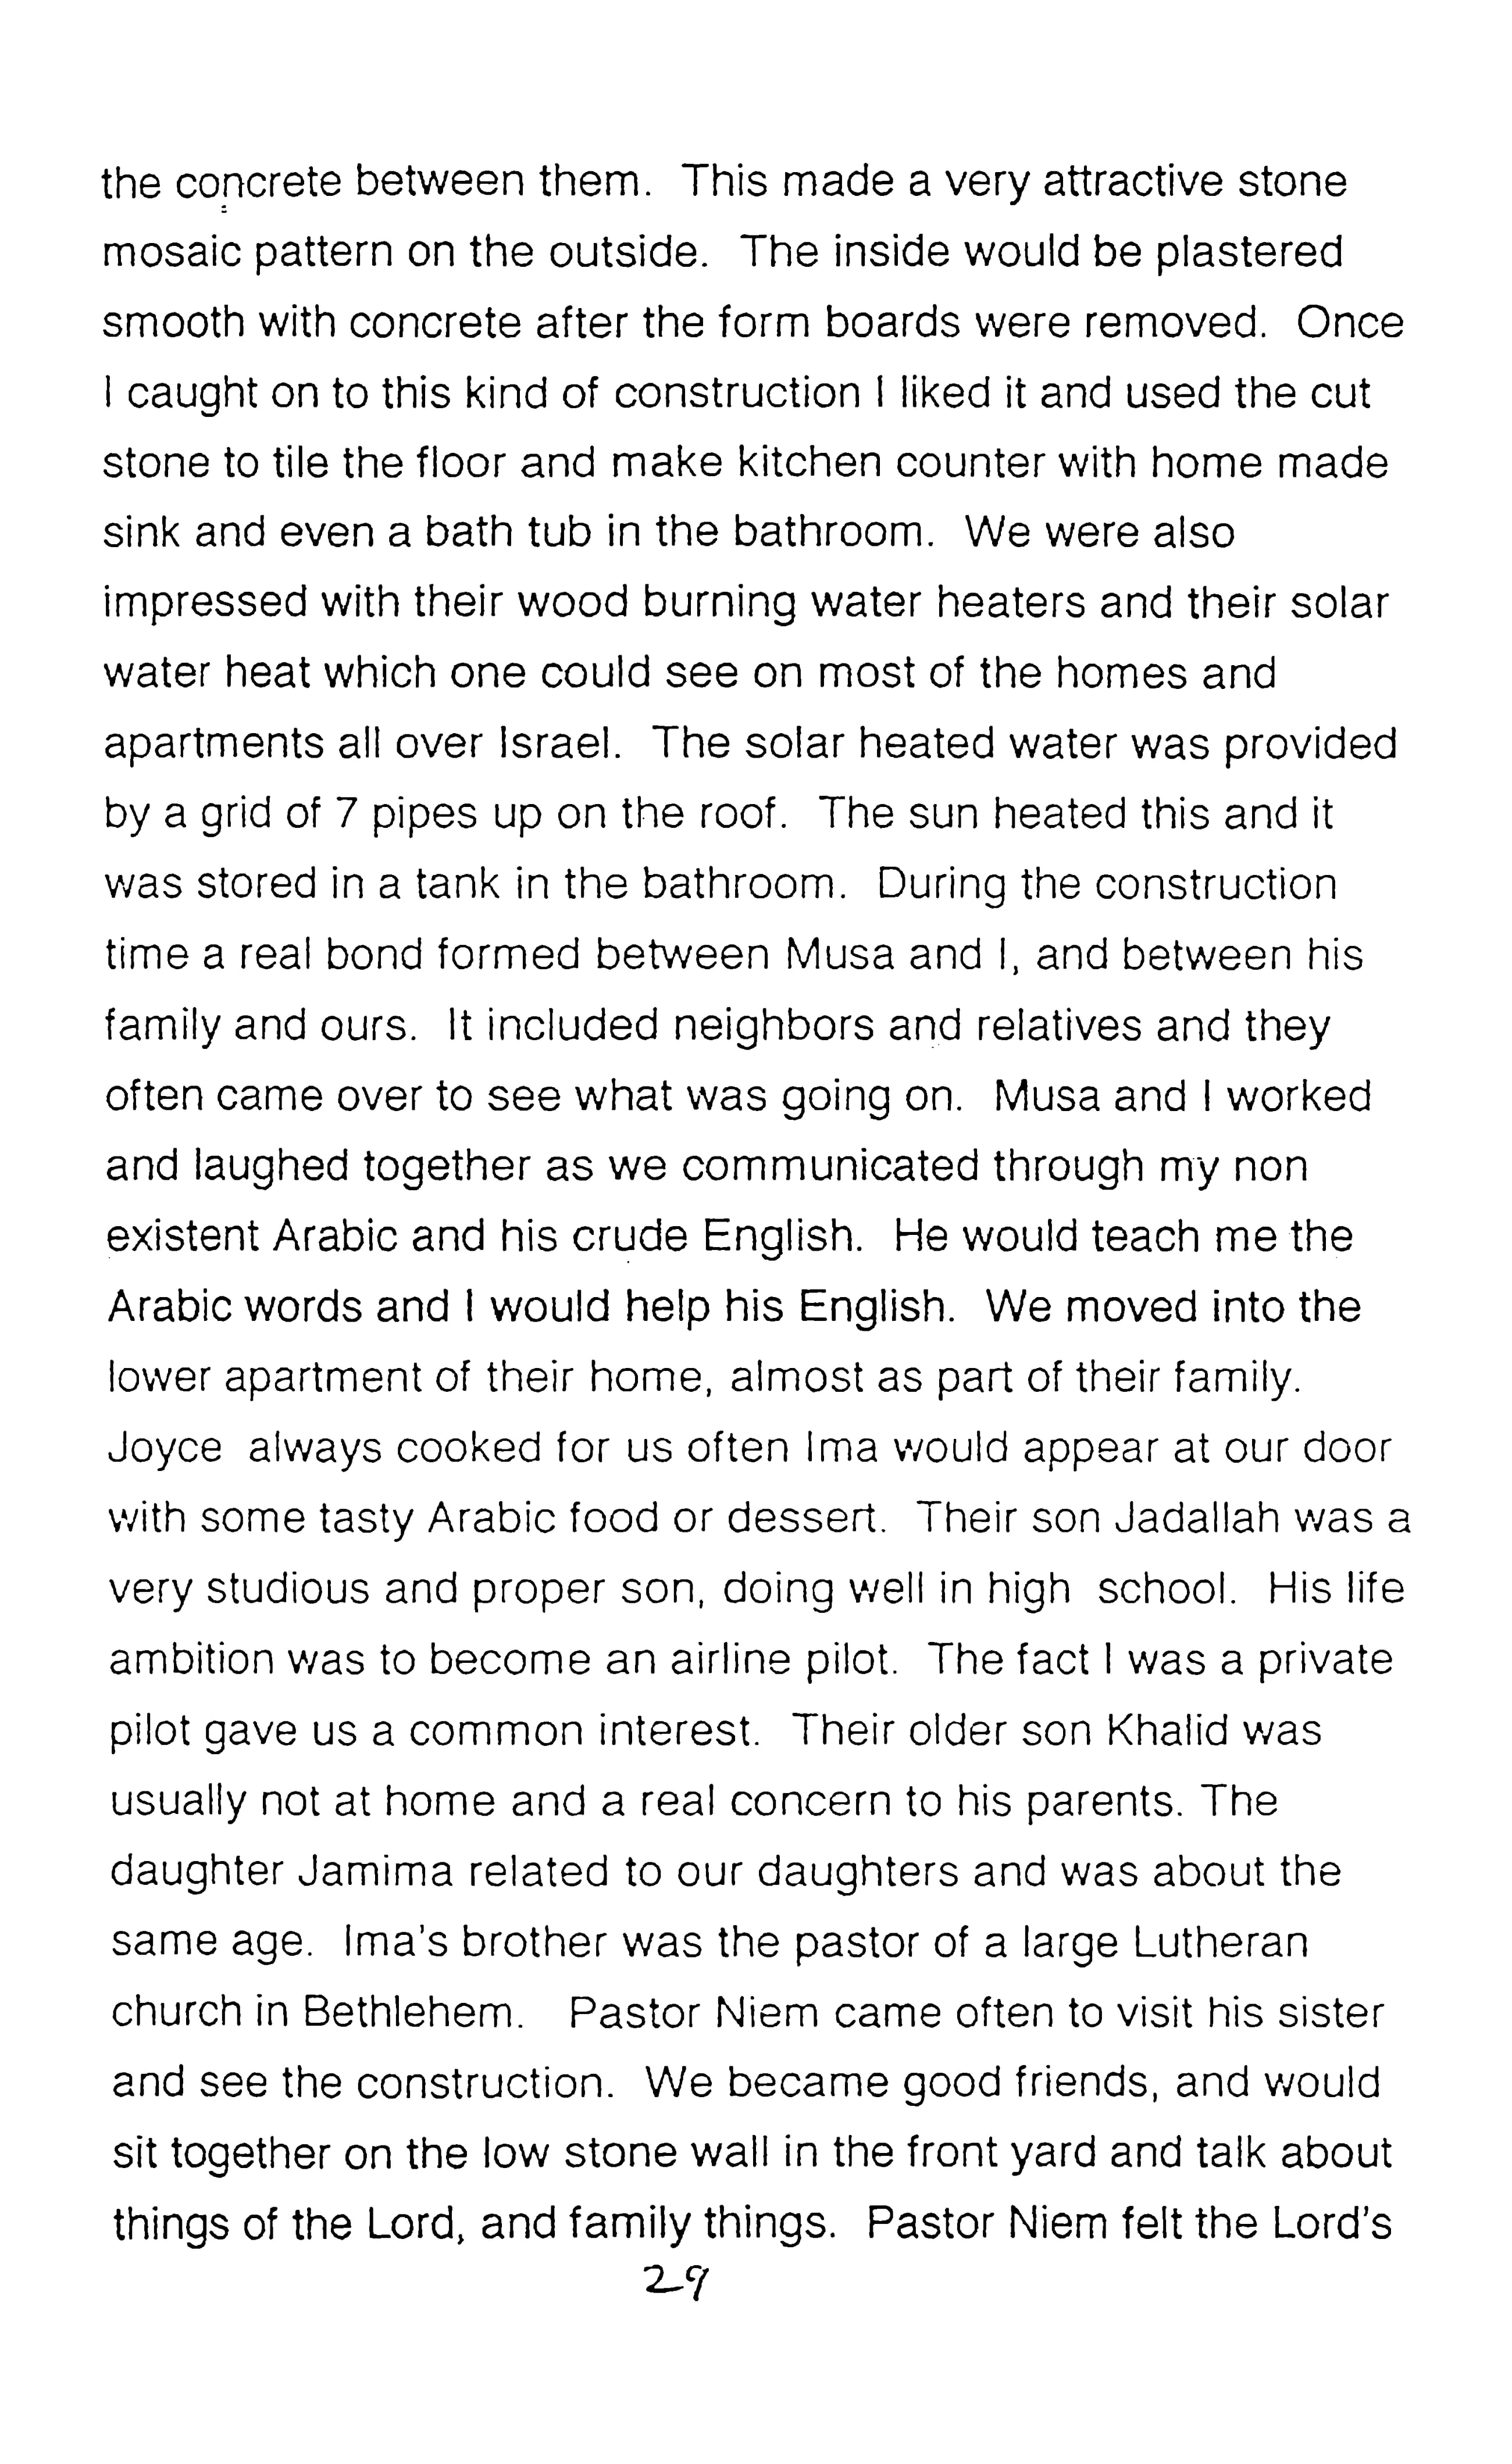 the concrete between them.  This made a very attractive stone
mosaic pattern on the outside.  The inside would be plastered
smooth with concrete after the form boards were removed.  Once
I caught on to this kind of construction I liked it and used the cut
stone to tile the floor and make kitchen counter with home made
sink and even a bath tub in the bathroom.  We were also
impressed with their wood burning water heaters and their solar
water heat which one could see on most of the homes and
apartments all over Israel.  The solar heated water was provided
by a grid of 7 pipes up on the roof.  The sun heated this and it
was stored in a tank in the bathroom.  During the construction
time a real bond formed between Musa and I, and between his
family and ours.  It included neighbors and relatives and they
often came over to see what was going on.  Musa and I worked
and laughed together as we communicated through my non
existent Arabic and his crude English.  He would teach me the
Arabic words and I would help his English.  We moved into the
lower apartment of their home, almost as part of their family.
Joyce  always cooked for us often Ima would appear at our door
with some tasty Arabic food or dessert.  Their son Jadallah was a
very studious and proper son, doing well in high  school.  His life
ambition was to become an airline pilot.  The fact I was a private
pilot gave us a common interest.  Their older son Khalid was
usually not at home and a real concern to his parents. The
daughter Jamima related to our daughters and was about the
same age.  Ima's brother was the pastor of a large Lutheran
church in Bethlehem.   Pastor Niem came often to visit his sister
and see the construction.  We became good friends, and would
sit together on the low stone wall in the front yard and talk about
things of the Lord, and family things.  Pastor Niem felt the Lord's
29